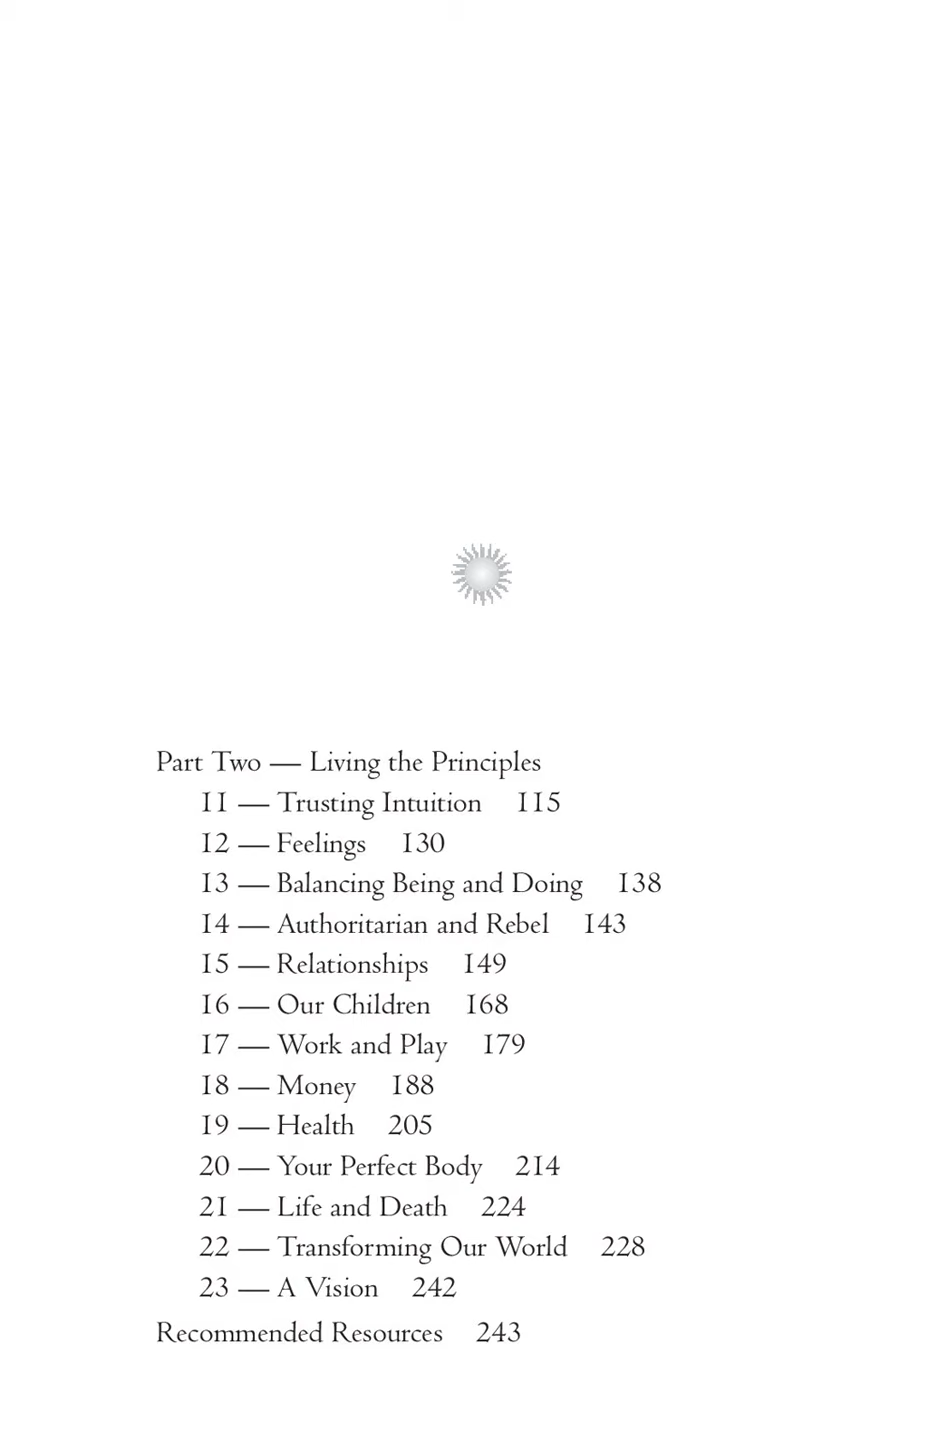 Part Two — Living the Principles
11 — Trusting Intuition 115
12 — Feelings 130
13 — Balancing Being and Doing 138
14 — Authoritarian and Rebel 143
15 — Relationships 149
16 — Our Children 168
17 — Work and Play 179
18 — Money 188
19 — Health 205
20 — Your Perfect Body 214
21 — Life and Death 224
22 — Transforming Our World 228
23 — A Vision 242
Recommended Resources 243